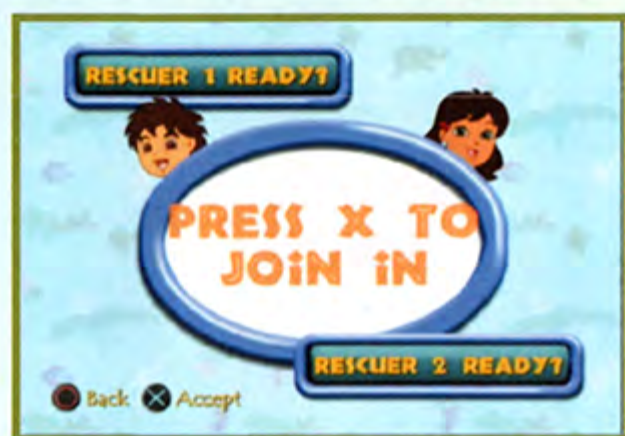 RESCUER 1 READY?
PRESS X TO
JOiN iN
RESCUER 2 READY?
Back Accept